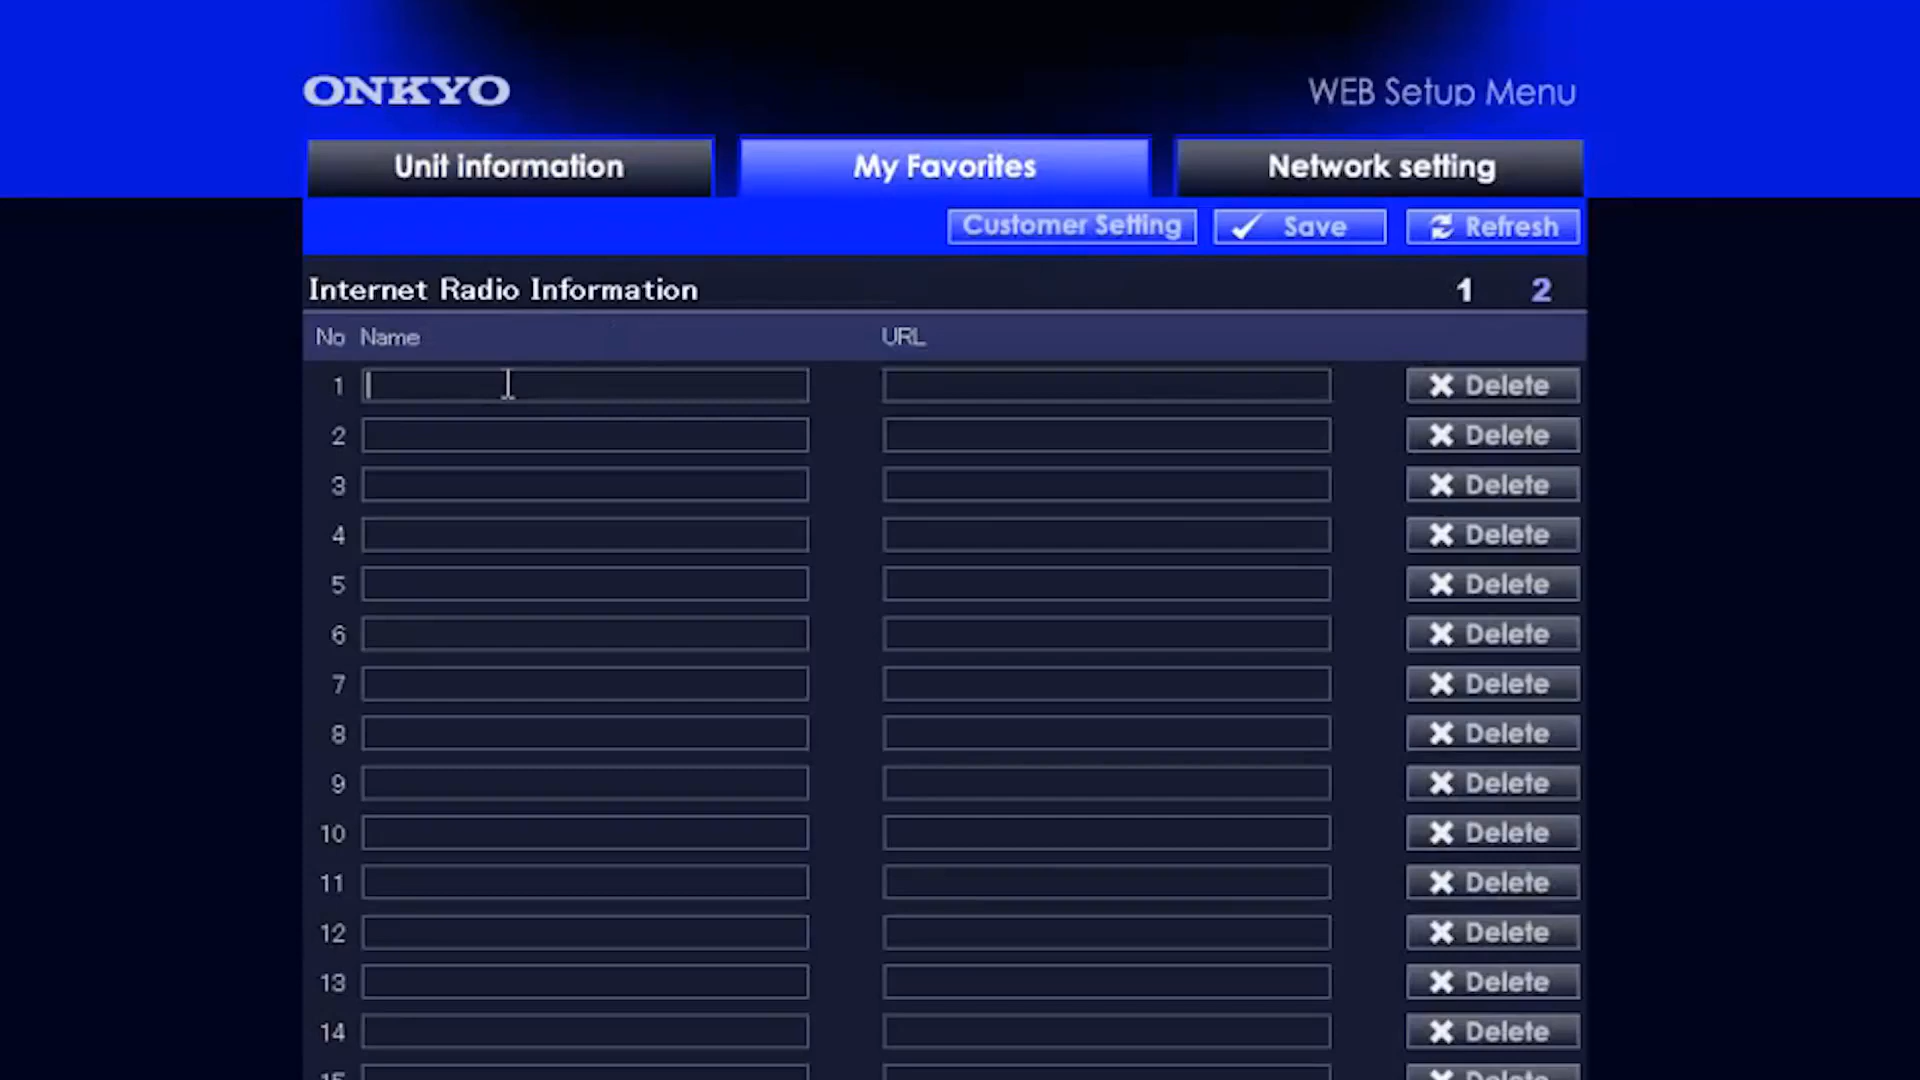 ONKYO
WEB Setup Menu
Unit information
My Favorites
Network setting
Customer Setting
Save
Refresh
Internet Radio Information
1 2
No Name URL
1 Delete
2 Delete
3 Delete
4 Delete
5 Delete
6 Delete
7 Delete
8 Delete
9 Delete
10 Delete
11 Delete
12 Delete
13 Delete
14 Delete
15 Delete